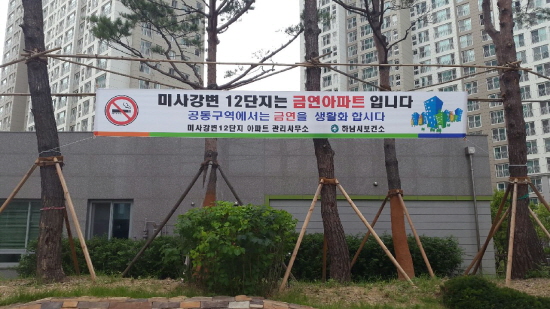 미사강변 12단지는 금연아파트 입니다
공동구역에서는 금연을 생활화 합시다
미사강변12단지 아파트 관리사무소 하남시보건소